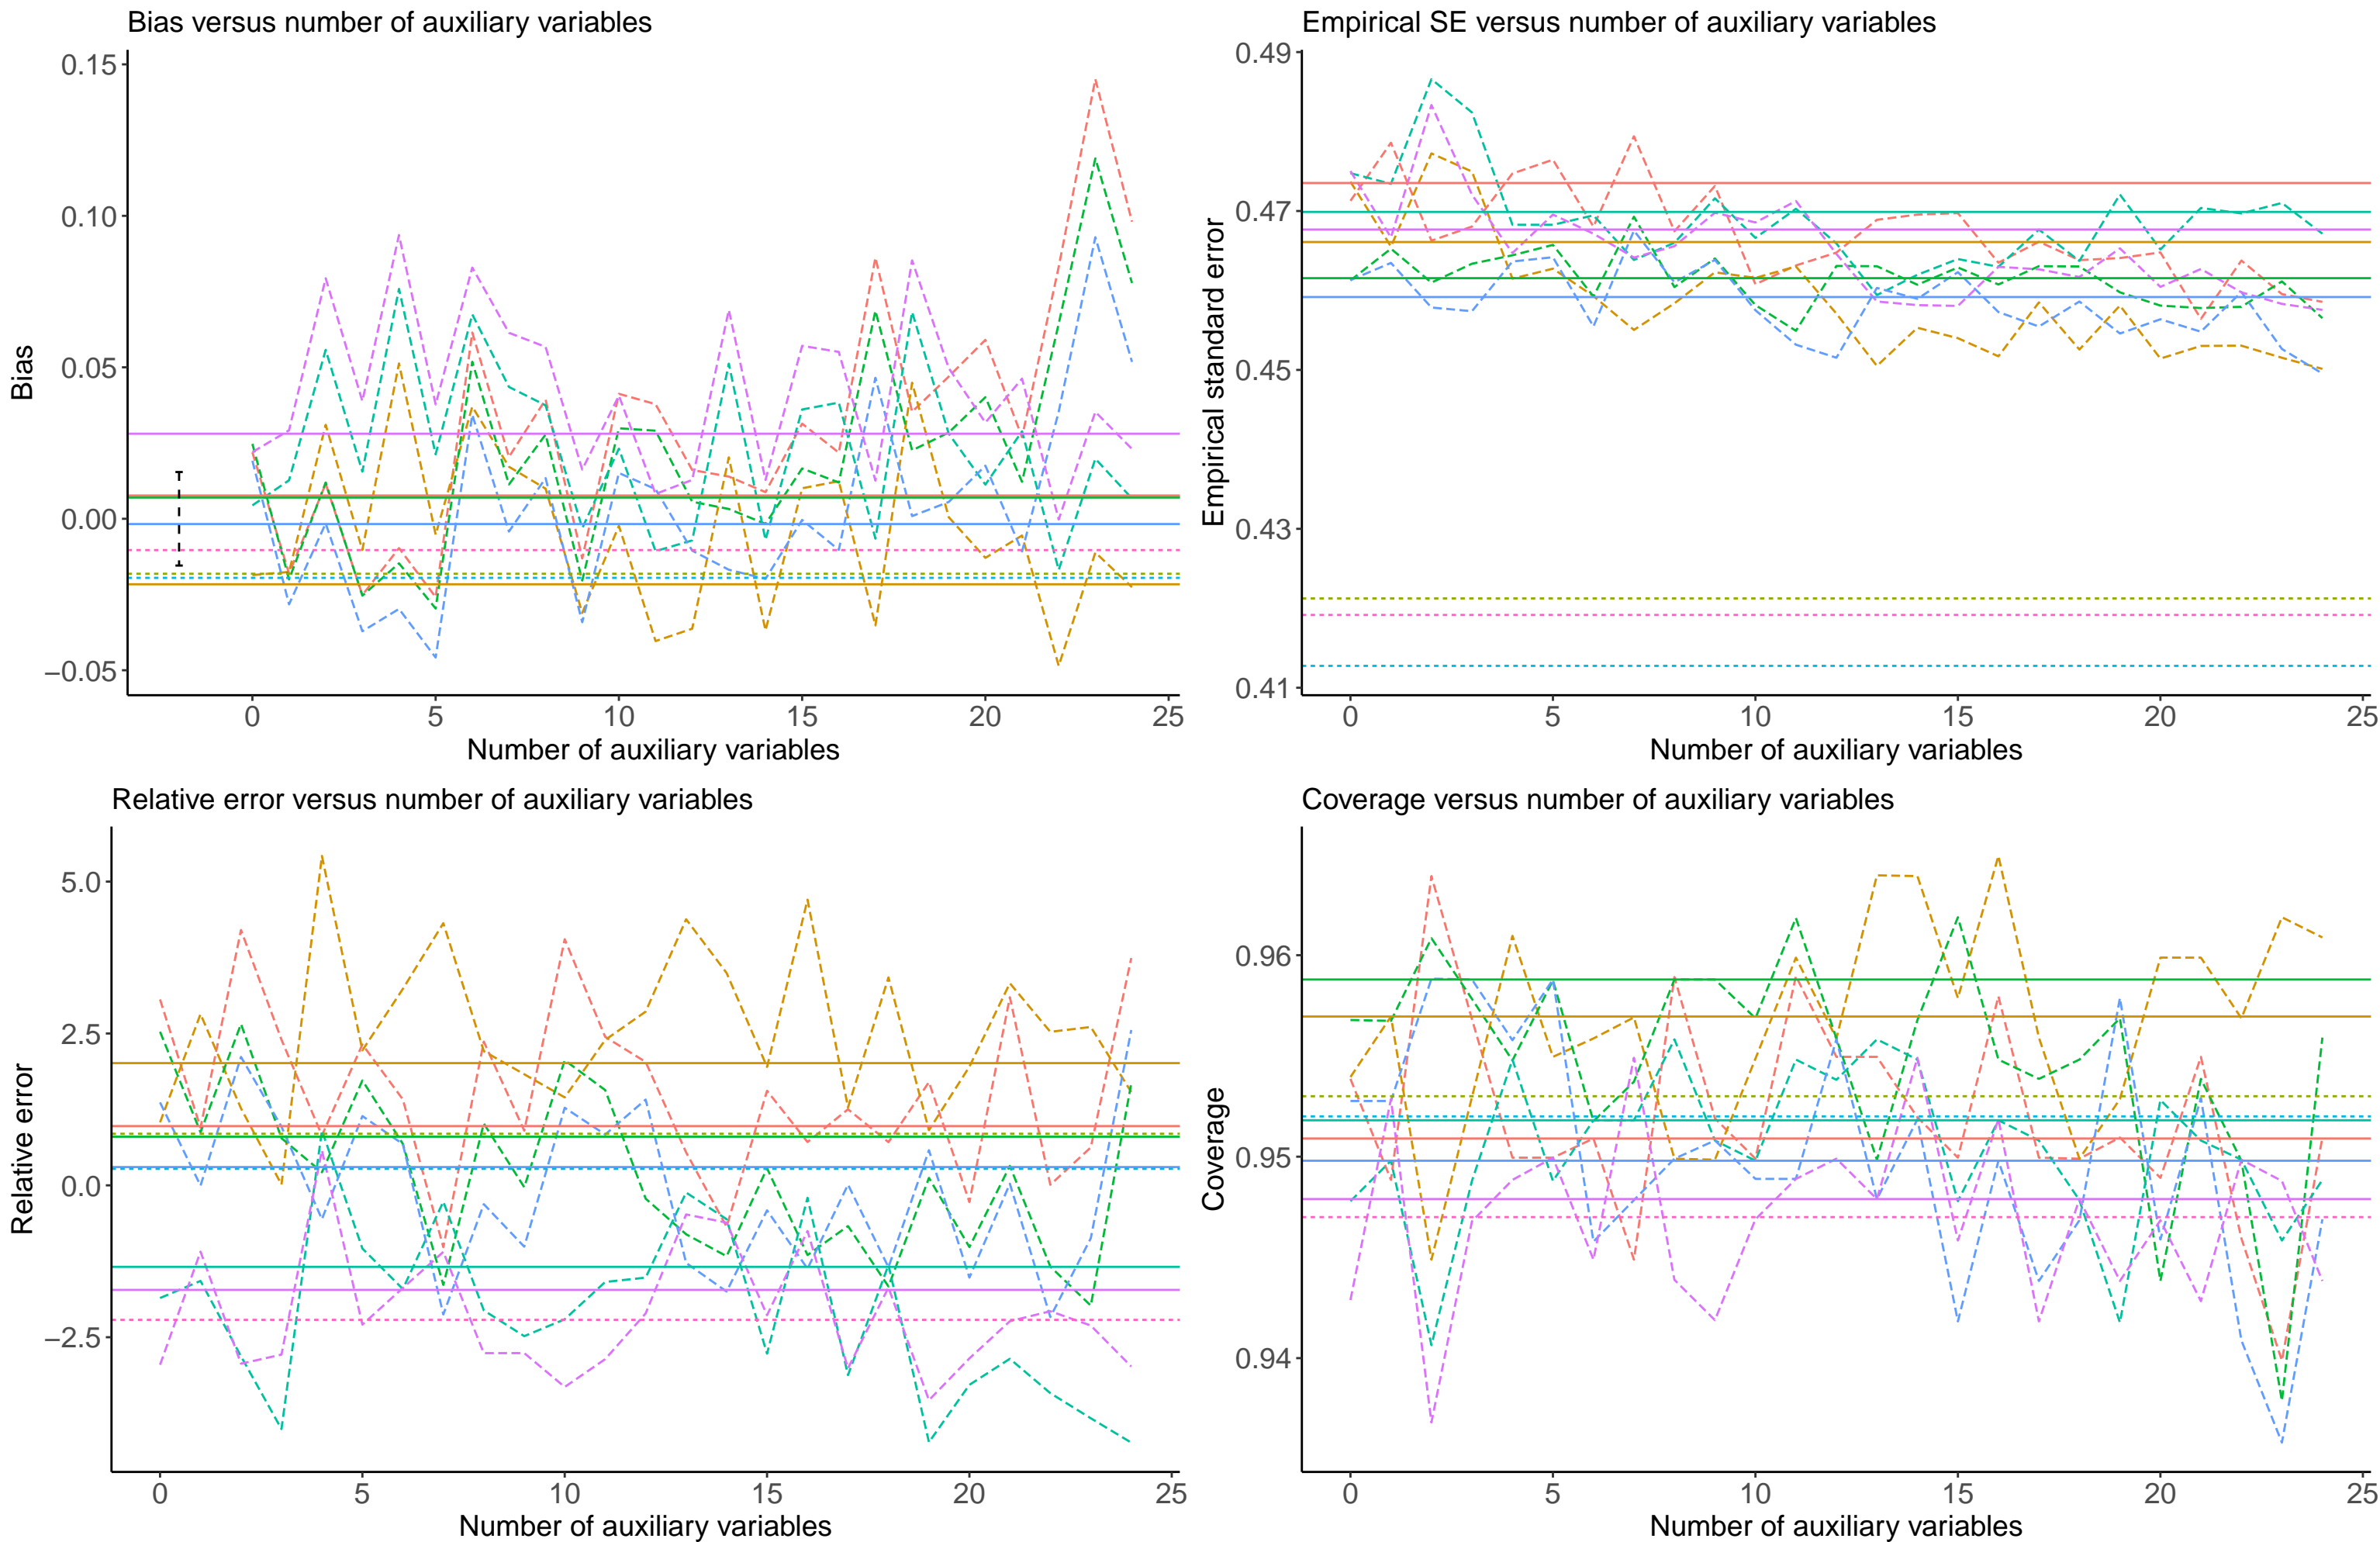 Bias versus number of auxiliary variables
0.15
0.10
0.05
0.00
−0.05
Bias
0 5 10 15 20 25
Number of auxiliary variables
Empirical SE versus number of auxiliary variables
0.49
0.47
0.45
0.43
0.41
Empirical standard error
0 5 10 15 20 25
Number of auxiliary variables
Relative error versus number of auxiliary variables
5.0
2.5
0.0
−2.5
Relative error
0 5 10 15 20 25
Number of auxiliary variables
Coverage versus number of auxiliary variables
0.96
0.95
0.94
Coverage
0 5 10 15 20 25
Number of auxiliary variables